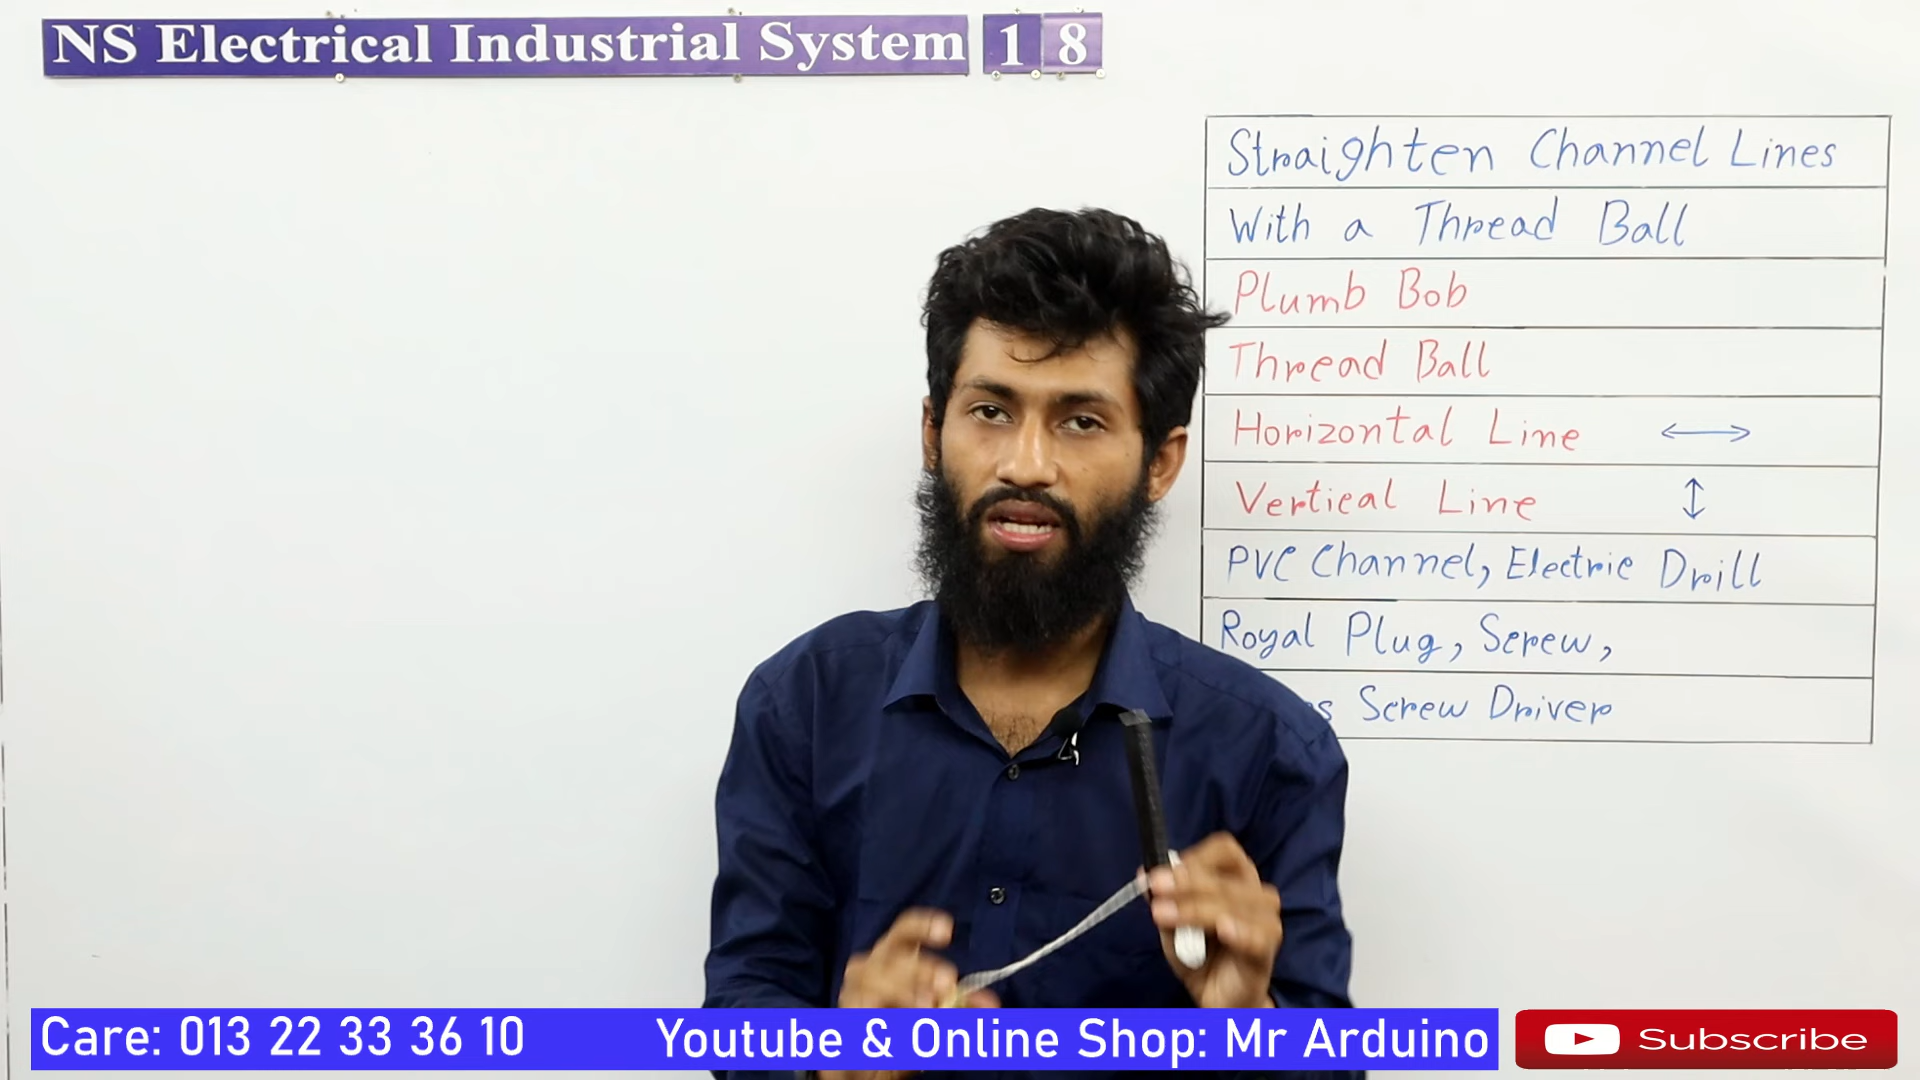 NS Electrical Industrial System 18
Straighten Channel Lines
With a Thread Ball
Plumb Bob
Thread Ball
Horizontal Line ↔
Vertical Line ↕
PVC Channel, Electric Drill
Royal Plug, Screw,
Screw Driver
Care: 013 22 33 36 10
Youtube & Online Shop: Mr Arduino
Subscribe